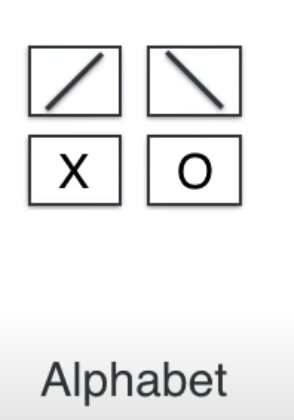 / \
X O
Alphabet